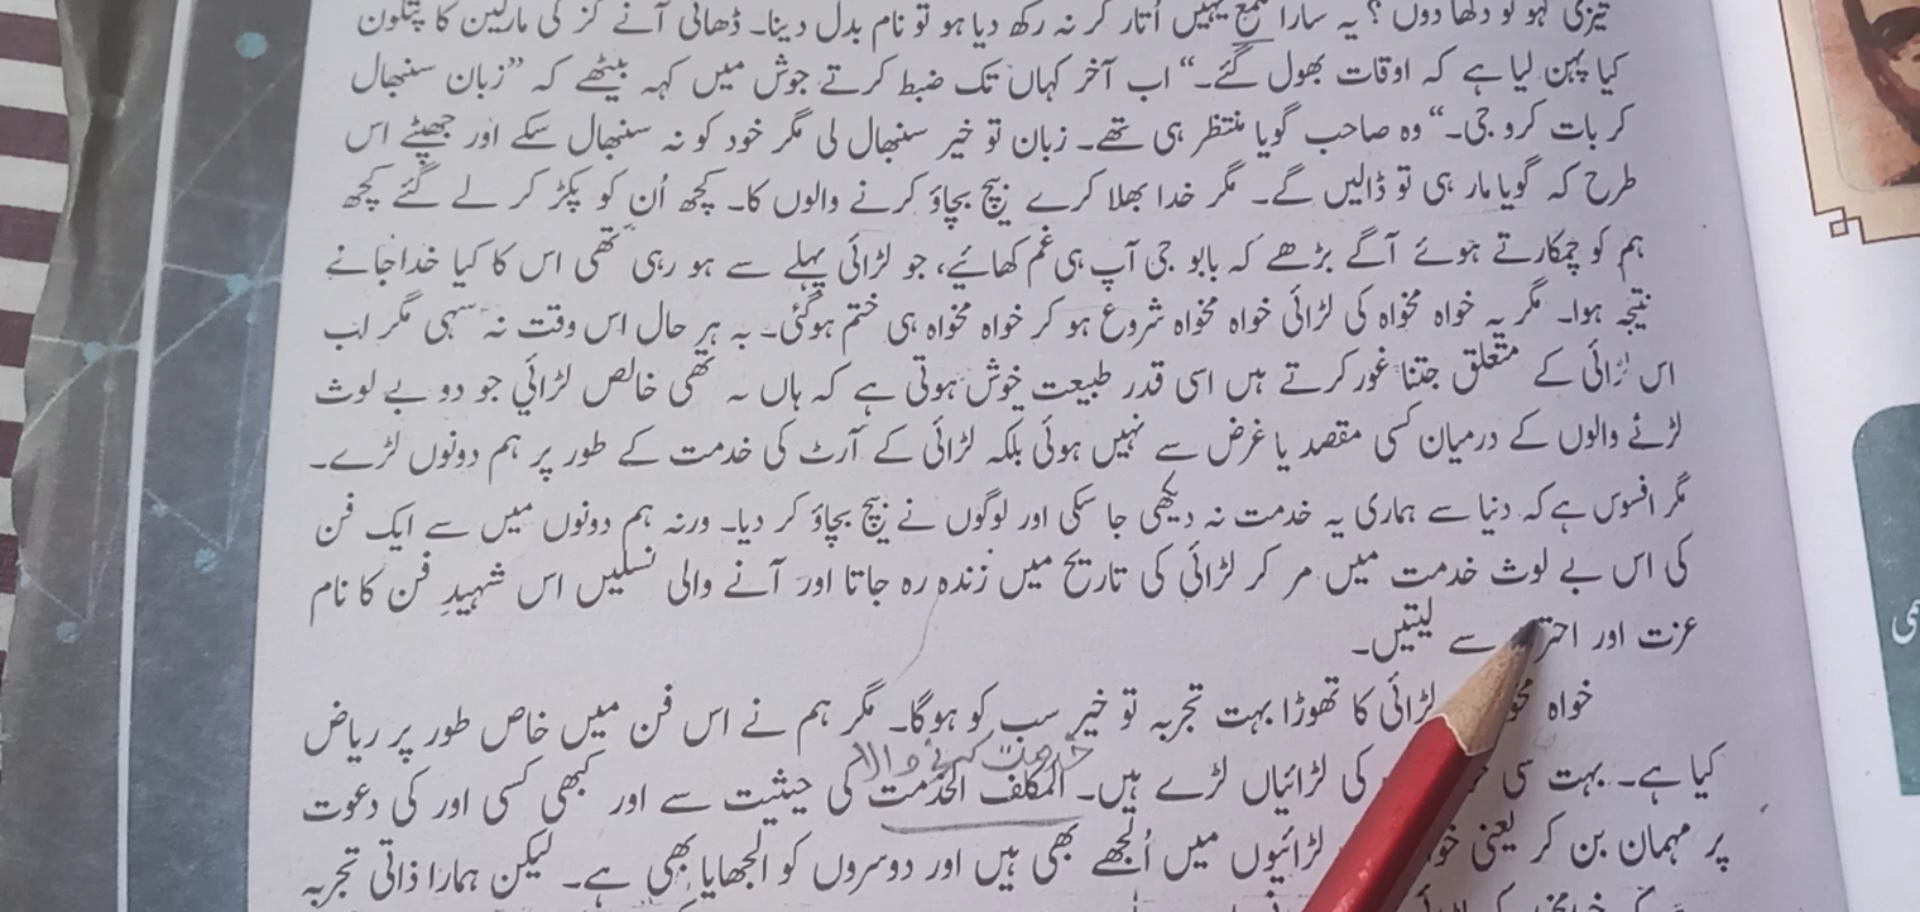 تیزی ہو تو دکھا دوں؟ یہ سارا یہیں اُتار کر نہ رکھ دیا ہو تو نام بدل دینا۔ ڈھائی آنے گز کی مارکین کا پتلون
کیا پہن لیا ہے کہ اوقات بھول گئے۔“ اب آخر کہاں تک ضبط کرتے جوش میں کہہ بیٹھے کہ ”زبان سنبھال
کر بات کرو جی۔“ وہ صاحب گویا منتظر ہی تھے۔ زبان تو خیر سنبھال لی مگر خود کو نہ سنبھال سکے اور جھپٹے اس
طرح کہ گویا مار ہی تو ڈالیں گے۔ مگر خدا بھلا کرے بیچ بچاؤ کرنے والوں کا۔ کچھ اُن کو پکڑ کر لے گئے کچھ
ہم کو چمکارتے ہوئے آگے بڑھے کہ بابو جی آپ ہی غم کھائیے، جو لڑائی پہلے سے ہو رہی تھی اس کا کیا خدا جانے
نتیجہ ہوا۔ مگر یہ خواہ مخواہ کی لڑائی خواہ مخواہ شروع ہو کر خواہ مخواہ ہی ختم ہوگئی۔ بہ ہر حال اس وقت نہ سہی مگر اب
اس لڑائی کے متعلق جتنا غور کرتے ہیں اسی قدر طبیعت خوش ہوتی ہے کہ ہاں یہ تھی خالص لڑائی جو دو بے لوث
لڑنے والوں کے درمیان کسی مقصد یا غرض سے نہیں ہوئی بلکہ لڑائی کے آرٹ کی خدمت کے طور پر ہم دونوں لڑے۔
مگر افسوس ہے کہ دنیا سے ہماری یہ خدمت نہ دیکھی جا سکی اور لوگوں نے بیچ بچاؤ کر دیا۔ ورنہ ہم دونوں میں سے ایک فن
کی اس بے لوث خدمت میں مر کر لڑائی کی تاریخ میں زندہ رہ جاتا اور آنے والی نسلیں اس شہیدِ فن کا نام
عزت اور احترام سے لیتیں۔
خواہ مخواہ لڑائی کا تھوڑا بہت تجربہ تو خیر سب کو ہوگا۔ مگر ہم نے اس فن میں خاص طور پر ریاض
خدمت کرنے والا
کیا ہے۔ بہت سی کی لڑائیاں لڑے ہیں۔ المکلف الخدمت کی حیثیت سے اور کبھی کسی اور کی دعوت
پر مہمان بن کر یعنی لڑائیوں میں اُلجھے بھی ہیں اور دوسروں کو الجھایا بھی ہے۔ لیکن ہمارا ذاتی تجربہ